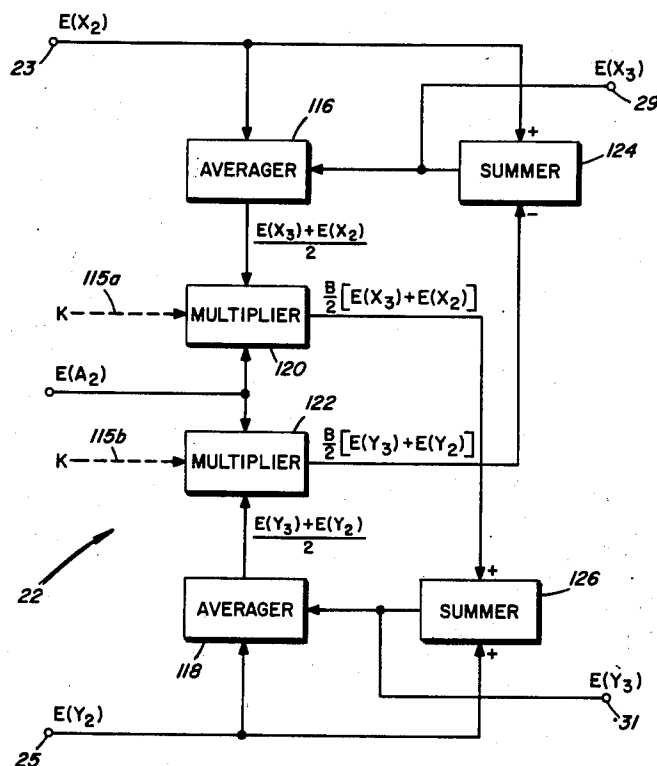 E(X₂)
23
E(X₃)
29
116
AVERAGER
+
SUMMER
124
−
E(X₃)+E(X₂)
2
115a
K
MULTIPLIER
B/2[E(X₃)+E(X₂)]
120
E(A₂)
122
115b
K
MULTIPLIER
B/2[E(Y₃)+E(Y₂)]
E(Y₃)+E(Y₂)
2
22
+
126
AVERAGER
SUMMER
118
+
E(Y₃)
31
E(Y₂)
25